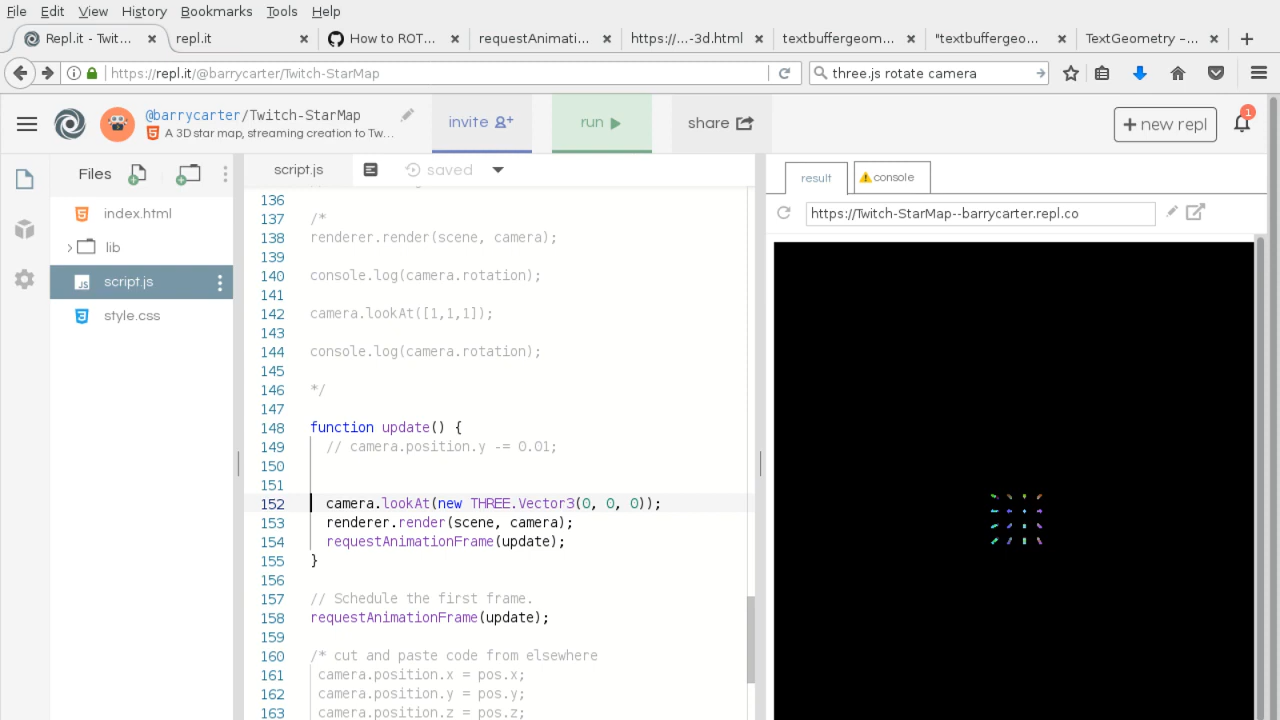 File Edit View History Bookmarks Tools Help
Repl.it - Twit... × repl.it × How to ROT... × requestAnimati... × https://...-3d.html × textbuffergeom... × "textbuffergeo... × TextGeometry –... × +
https://repl.it/@barrycarter/Twitch-StarMap
three.js rotate camera
@barrycarter/Twitch-StarMap
A 3D star map, streaming creation to Tw...
invite
run
share
+ new repl
1
Files
script.js
saved
result
console
index.html
lib
script.js
style.css
https://Twitch-StarMap--barrycarter.repl.co
136
137 /*
138 renderer.render(scene, camera);
139
140 console.log(camera.rotation);
141
142 camera.lookAt([1,1,1]);
143
144 console.log(camera.rotation);
145
146 */
147
148 function update() {
149 // camera.position.y -= 0.01;
150
151
152 camera.lookAt(new THREE.Vector3(0, 0, 0));
153 renderer.render(scene, camera);
154 requestAnimationFrame(update);
155 }
156
157 // Schedule the first frame.
158 requestAnimationFrame(update);
159
160 /* cut and paste code from elsewhere
161 camera.position.x = pos.x;
162 camera.position.y = pos.y;
163 camera.position.z = pos.z;